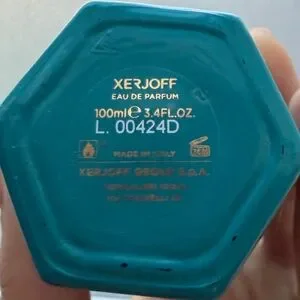 XERJOFF
EAU DE PARFUM
100ml℮ 3.4FL.OZ.
L. 00424D
MADE IN ITALY
XERJOFF GROUP S.p.A.